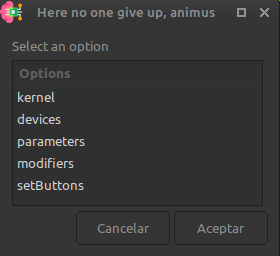 Here no one give up, animus
Select an option
Options
kernel
devices
parameters
modifiers
setButtons
Cancelar
Aceptar